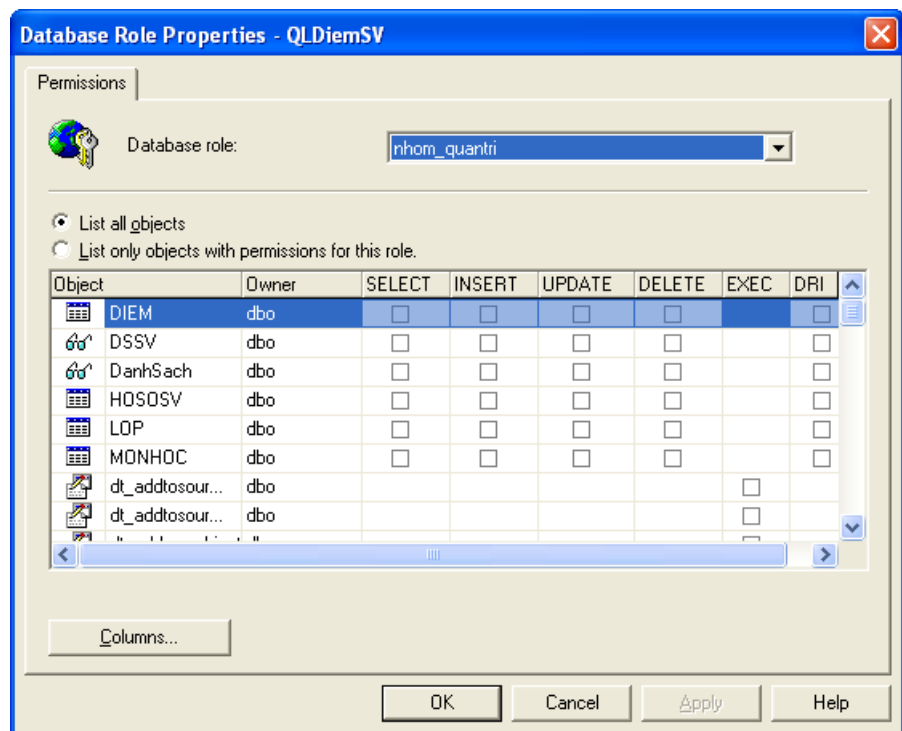 Database Role Properties - QLDiemSV
Permissions
Database role: nhom_quantri
List all objects
List only objects with permissions for this role.
Object Owner SELECT INSERT UPDATE DELETE EXEC DRI
DIEM dbo
DSSV dbo
DanhSach dbo
HOSOSV dbo
LOP dbo
MONHOC dbo
dt_addtosour... dbo
dt_addtosour... dbo
Columns...
OK Cancel Apply Help